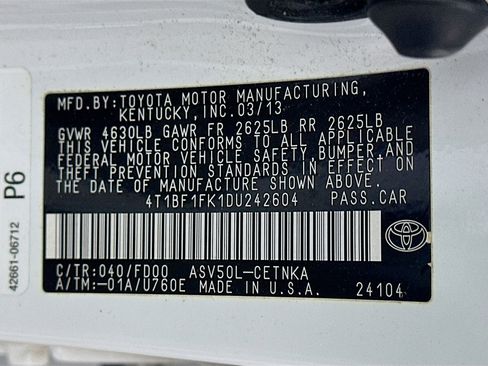 MFD.BY:TOYOTA MOTOR MANUFACTURING,
KENTUCKY, INC.03/13
GVWR 4630LB GAWR FR 2625LB RR 2625LB
THIS VEHICLE CONFORMS TO ALL APPLICABLE
FEDERAL MOTOR VEHICLE SAFETY, BUMPER AND
THEFT PREVENTION STANDARDS IN EFFECT ON
THE DATE OF MANUFACTURE SHOWN ABOVE.
4T1BF1FK1DU242604 PASS.CAR
C/TR:040/FD00 ASV50L-CETNKA
A/TM:-01A/U760E MADE IN U.S.A. 24104
P6
42661-06712